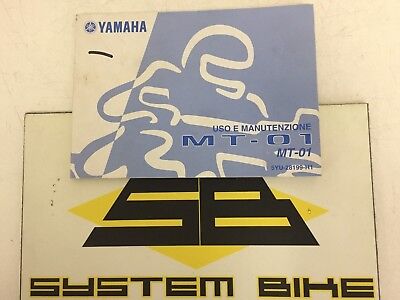 YAMAHA
USO E MANUTENZIONE
MT-01
MT-01
5YU-28199-H1
SB
SYSTEM BIKE